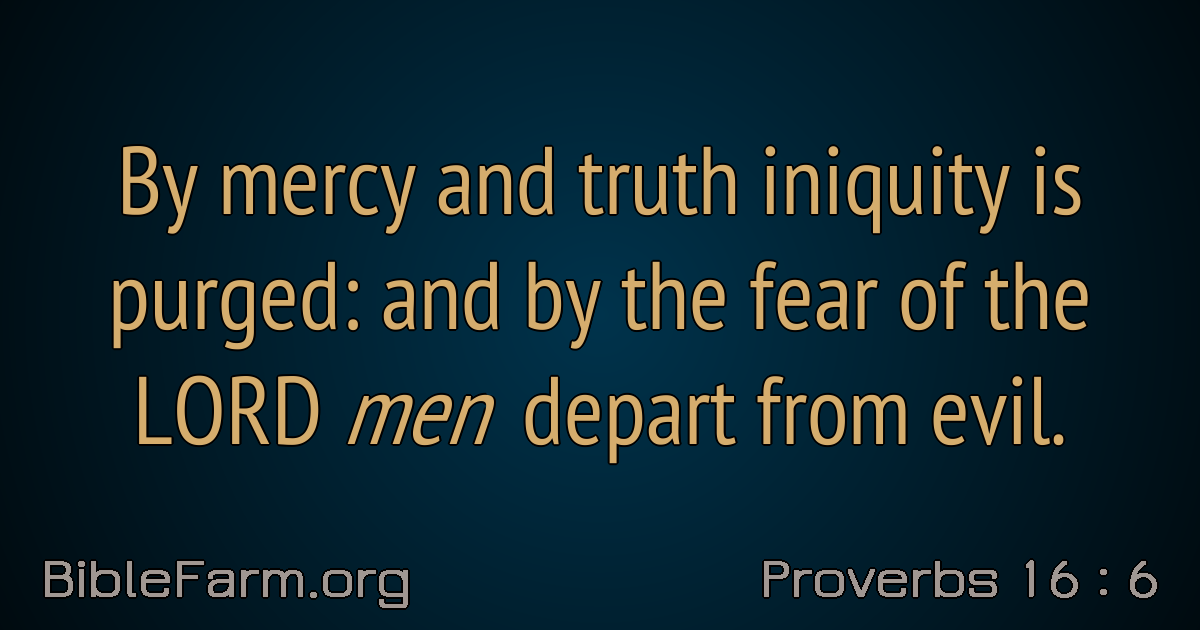 By mercy and truth iniquity is
purged: and by the fear of the
LORD men depart from evil.
BibleFarm.org
Proverbs 16 : 6